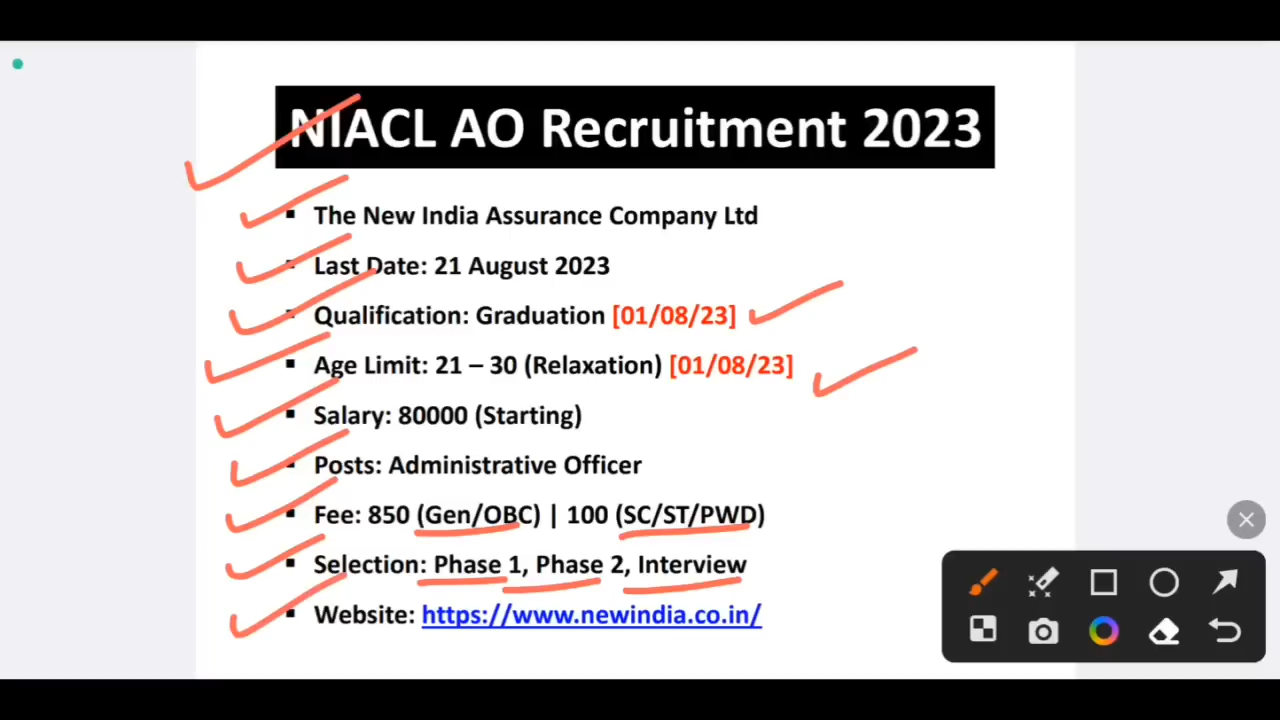 NIACL AO Recruitment 2023
The New India Assurance Company Ltd
Last Date: 21 August 2023
Qualification: Graduation [01/08/23]
Age Limit: 21 – 30 (Relaxation) [01/08/23]
Salary: 80000 (Starting)
Posts: Administrative Officer
Fee: 850 (Gen/OBC) | 100 (SC/ST/PWD)
Selection: Phase 1, Phase 2, Interview
Website: https://www.newindia.co.in/